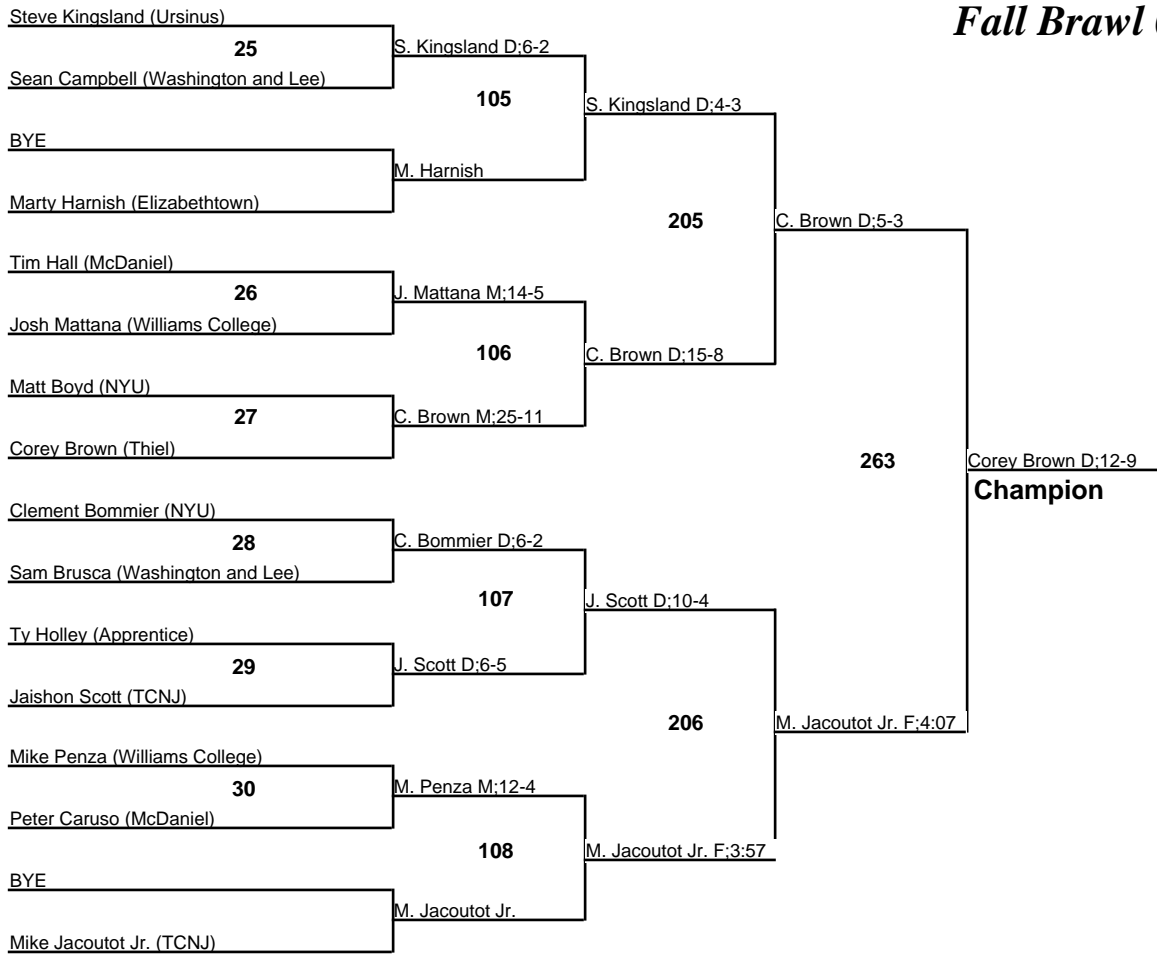 Fall Brawl
Steve Kingsland (Ursinus)
25
Sean Campbell (Washington and Lee)
S. Kingsland D;6-2
105
BYE
Marty Harnish (Elizabethtown)
M. Harnish
S. Kingsland D;4-3
205
Tim Hall (McDaniel)
26
Josh Mattana (Williams College)
J. Mattana M;14-5
106
Matt Boyd (NYU)
27
Corey Brown (Thiel)
C. Brown M;25-11
C. Brown D;15-8
C. Brown D;5-3
263
Clement Bommier (NYU)
28
Sam Brusca (Washington and Lee)
C. Bommier D;6-2
107
Ty Holley (Apprentice)
29
Jaishon Scott (TCNJ)
J. Scott D;6-5
J. Scott D;10-4
206
Mike Penza (Williams College)
30
Peter Caruso (McDaniel)
M. Penza M;12-4
108
BYE
Mike Jacoutot Jr. (TCNJ)
M. Jacoutot Jr.
M. Jacoutot Jr. F;3:57
M. Jacoutot Jr. F;4:07
Corey Brown D;12-9
Champion